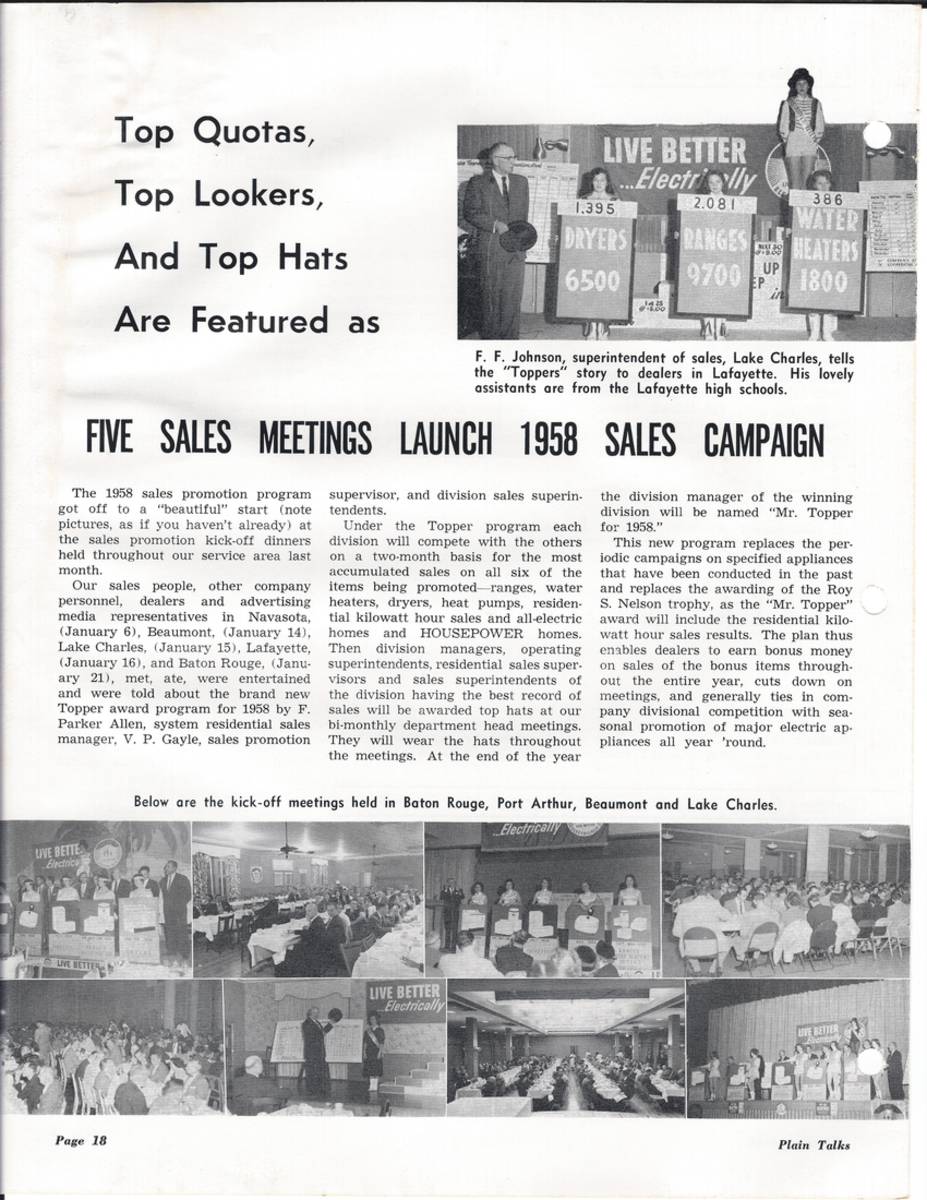 Top Quotas,
Top Lookers,
And Top Hats
Are Featured as
LIVE BETTER
...Electrically
1,395
DRYERS
6500
2.081
RANGES
9700
386
WATER
HEATERS
1800
UP
in
F. F. Johnson, superintendent of sales, Lake Charles, tells
the "Toppers" story to dealers in Lafayette. His lovely
assistants are from the Lafayette high schools.
FIVE SALES MEETINGS LAUNCH 1958 SALES CAMPAIGN
The 1958 sales promotion program
got off to a "beautiful" start (note
pictures, as if you haven't already) at
the sales promotion kick-off dinners
held throughout our service area last
month.
Our sales people, other company
personnel, dealers and advertising
media representatives in Navasota,
(January 6), Beaumont, (January 14),
Lake Charles, (January 15), Lafayette,
(January 16), and Baton Rouge, (Janu-
ary 21), met, ate, were entertained
and were told about the brand new
Topper award program for 1958 by F.
Parker Allen, system residential sales
manager, V. P. Gayle, sales promotion
supervisor, and division sales superin-
tendents.
Under the Topper program each
division will compete with the others
on a two-month basis for the most
accumulated sales on all six of the
items being promoted—ranges, water
heaters, dryers, heat pumps, residen-
tial kilowatt hour sales and all-electric
homes and HOUSEPOWER homes.
Then division managers, operating
superintendents, residential sales super-
visors and sales superintendents of
the division having the best record of
sales will be awarded top hats at our
bi-monthly department head meetings.
They will wear the hats throughout
the meetings. At the end of the year
the division manager of the winning
division will be named "Mr. Topper
for 1958."
This new program replaces the per-
iodic campaigns on specified appliances
that have been conducted in the past
and replaces the awarding of the Roy
S. Nelson trophy, as the "Mr. Topper"
award will include the residential kilo-
watt hour sales results. The plan thus
enables dealers to earn bonus money
on sales of the bonus items through-
out the entire year, cuts down on
meetings, and generally ties in com-
pany divisional competition with sea-
sonal promotion of major electric ap-
pliances all year 'round.
Below are the kick-off meetings held in Baton Rouge, Port Arthur, Beaumont and Lake Charles.
LIVE BETTE
Electrica
LIVE BETTER
...Electrically
LIVE BETTER
...Electrically
LIVE BETTER
Electrically
Page 18
Plain Talks